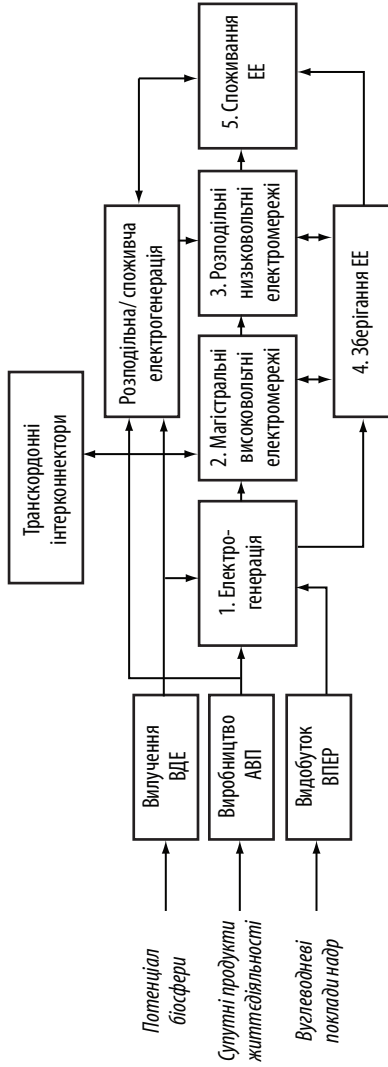 Потенціал
біосфери
Супутні продукти
життєдіяльності
Вуглеводневі
поклади надр
Вилучення
ВДЕ
Виробництво
АВП
Видобуток
ВПЕР
Транскордонні
інтерконнектори
1. Електро-
генерація
2. Магістральні
високовольтні
електромережі
Розподільна/ споживча
електрогенерація
3. Розподільні
низьковольтні
електромережі
4. Зберігання ЕЕ
5. Споживання
ЕЕ